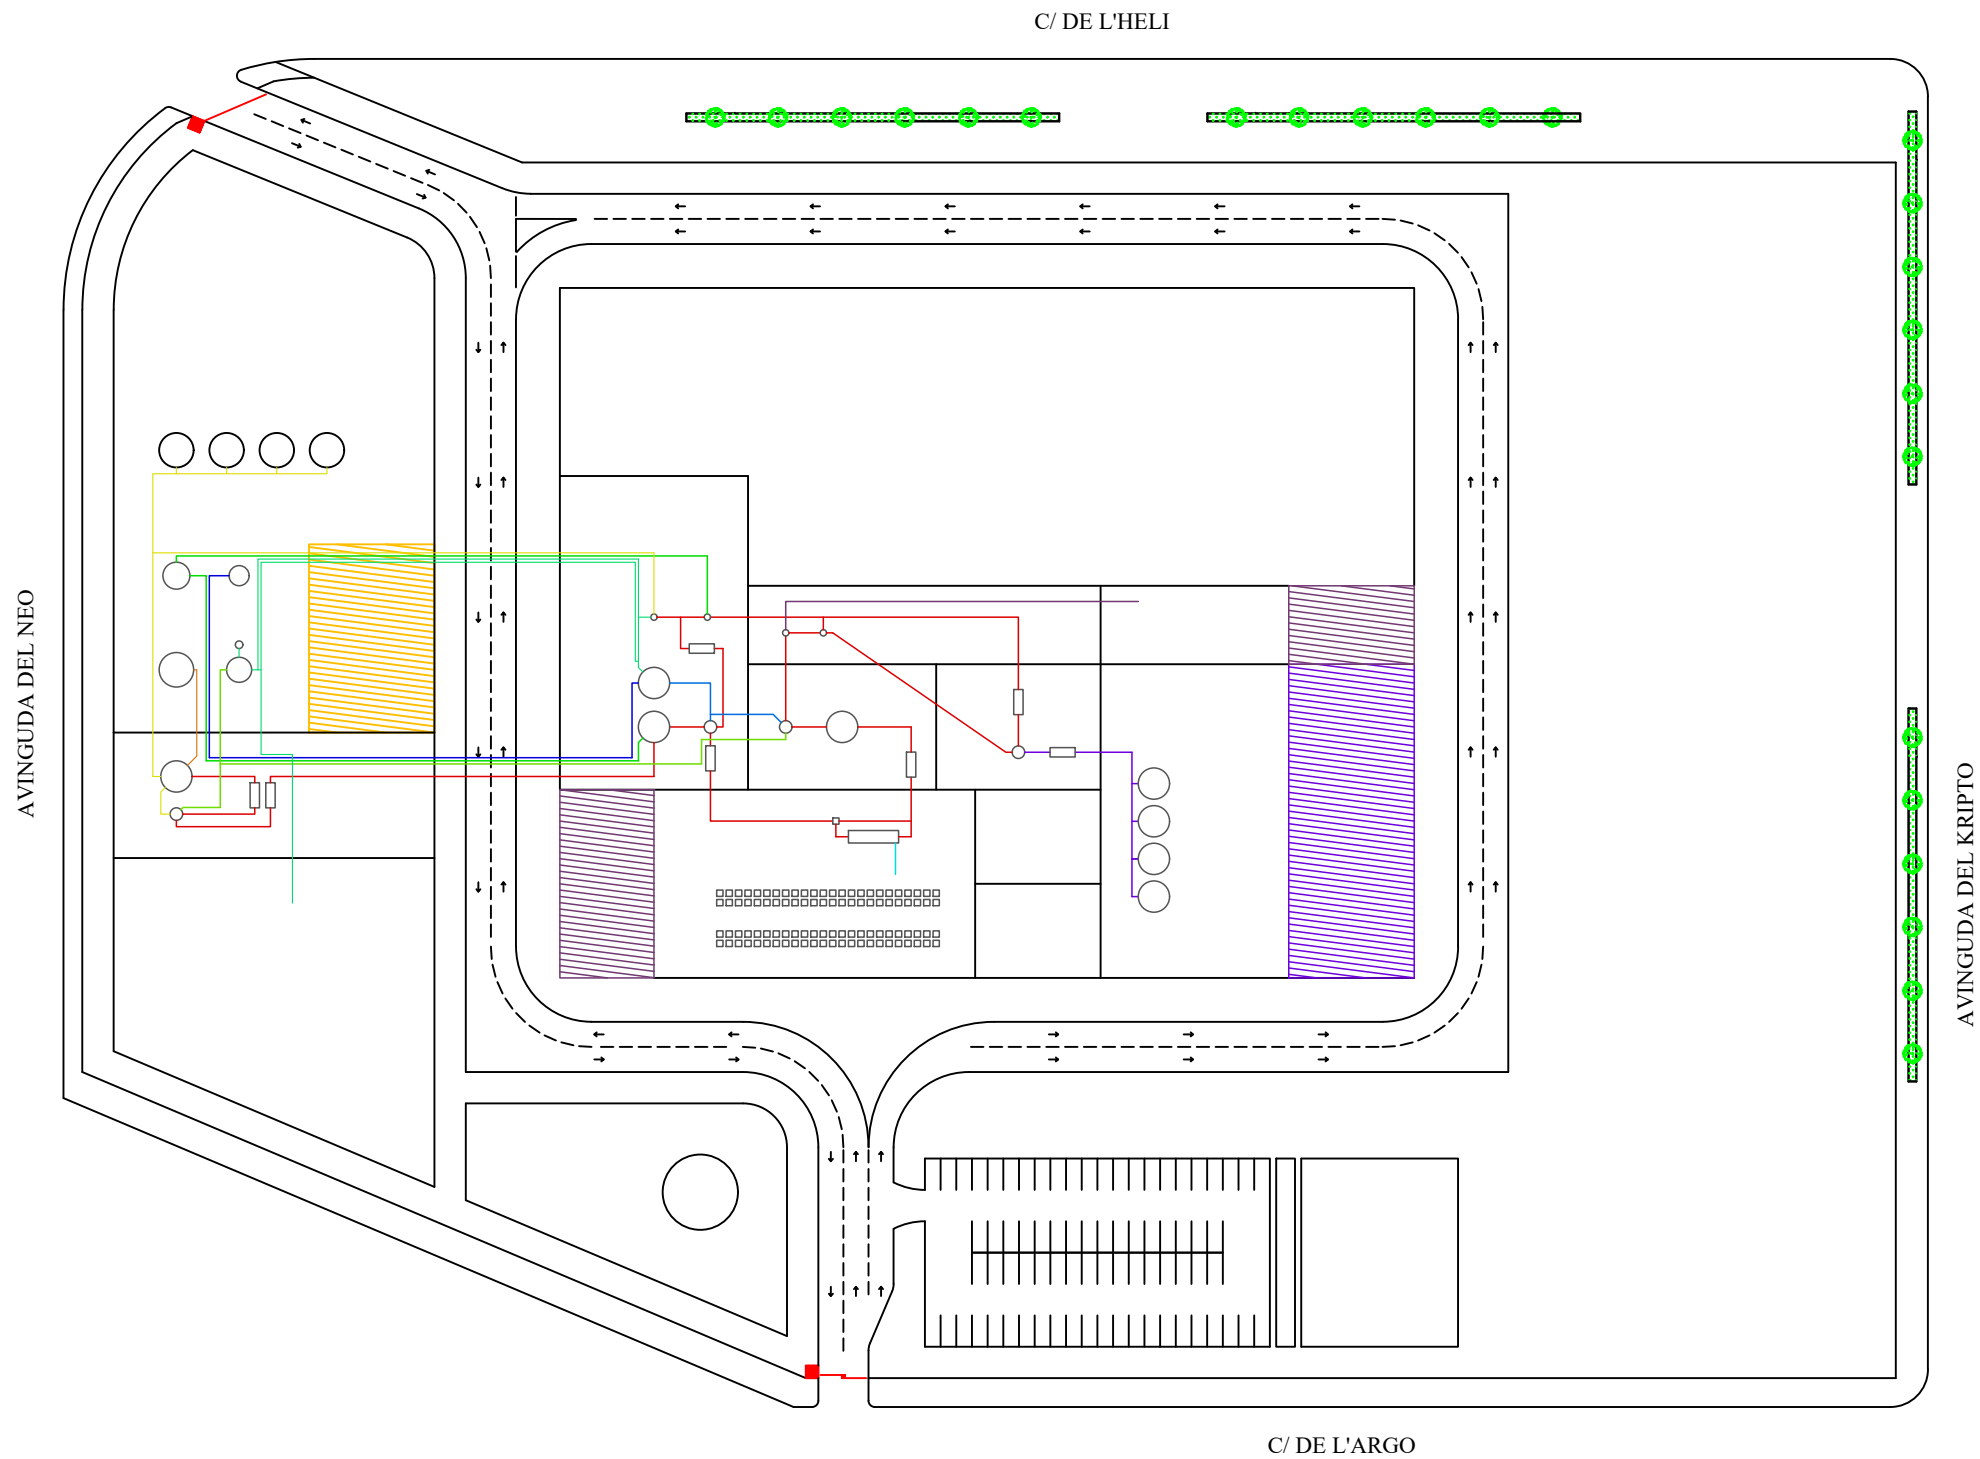 C/ DE L'HELI
AVINGUDA DEL NEO
AVINGUDA DEL KRIPTO
C/ DE L'ARGO